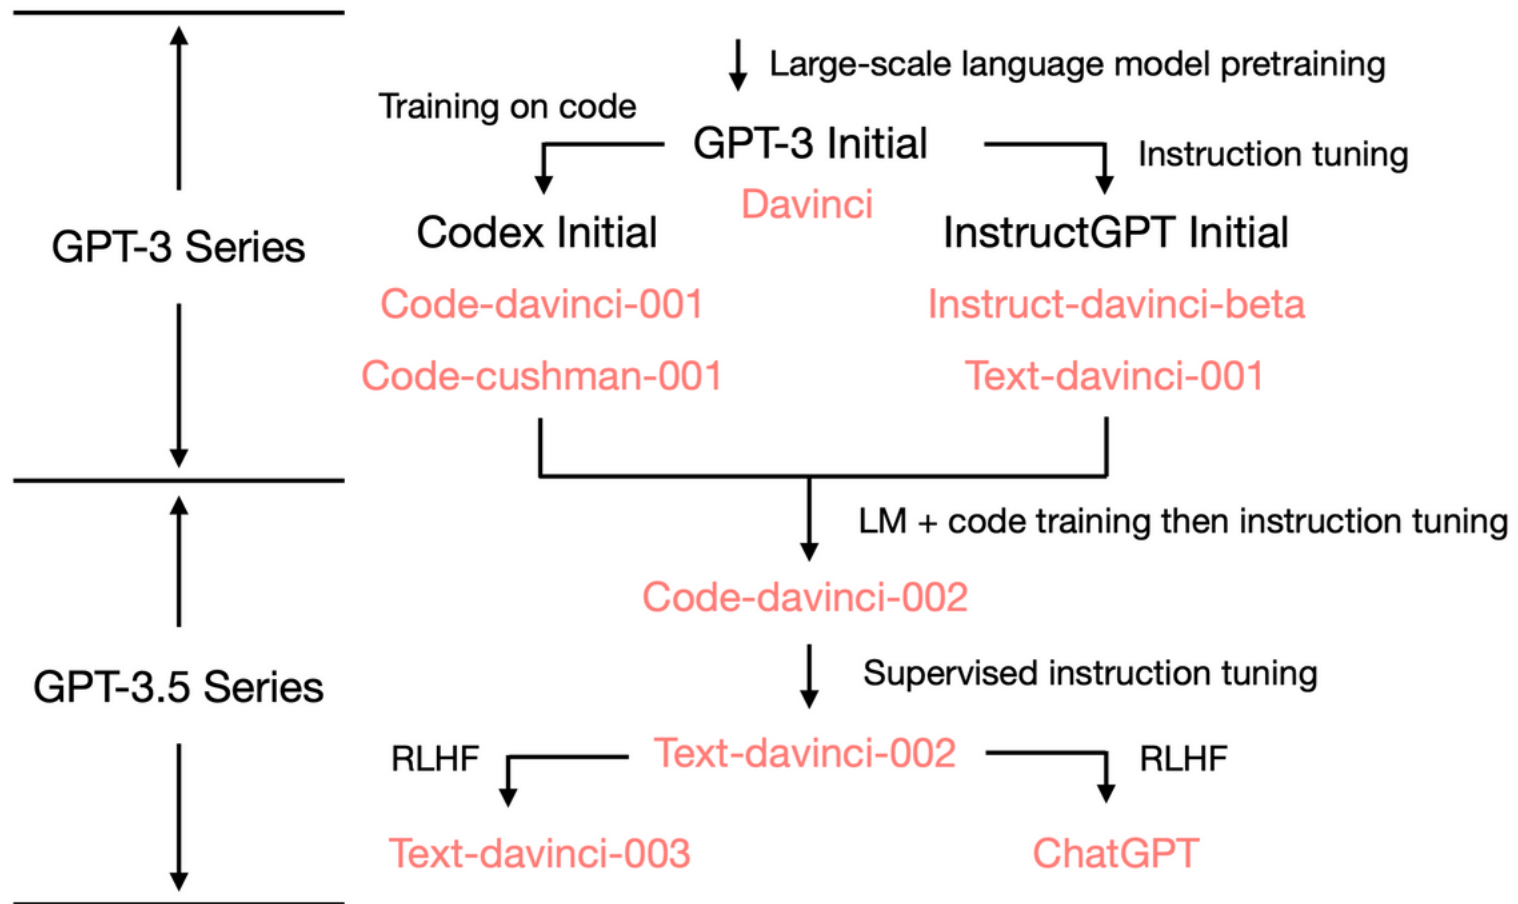 Large-scale language model pretraining
Training on code
GPT-3 Initial
Instruction tuning
Davinci
Codex Initial
InstructGPT Initial
GPT-3 Series
Code-davinci-001
Instruct-davinci-beta
Code-cushman-001
Text-davinci-001
LM + code training then instruction tuning
Code-davinci-002
Supervised instruction tuning
GPT-3.5 Series
RLHF
Text-davinci-002
RLHF
Text-davinci-003
ChatGPT